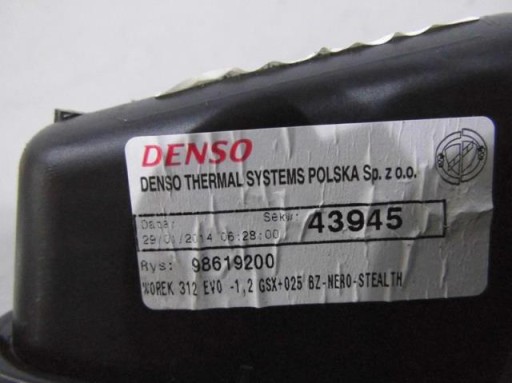 DENSO
DENSO THERMAL SYSTEMS POLSKA Sp. z o.o.
Data: Sekw: 43945
29/01/2014 06:28:00
Rys: 98619200
%OREK 312 EVO -1,2 GSX+025 BZ-NERO-STEALTH